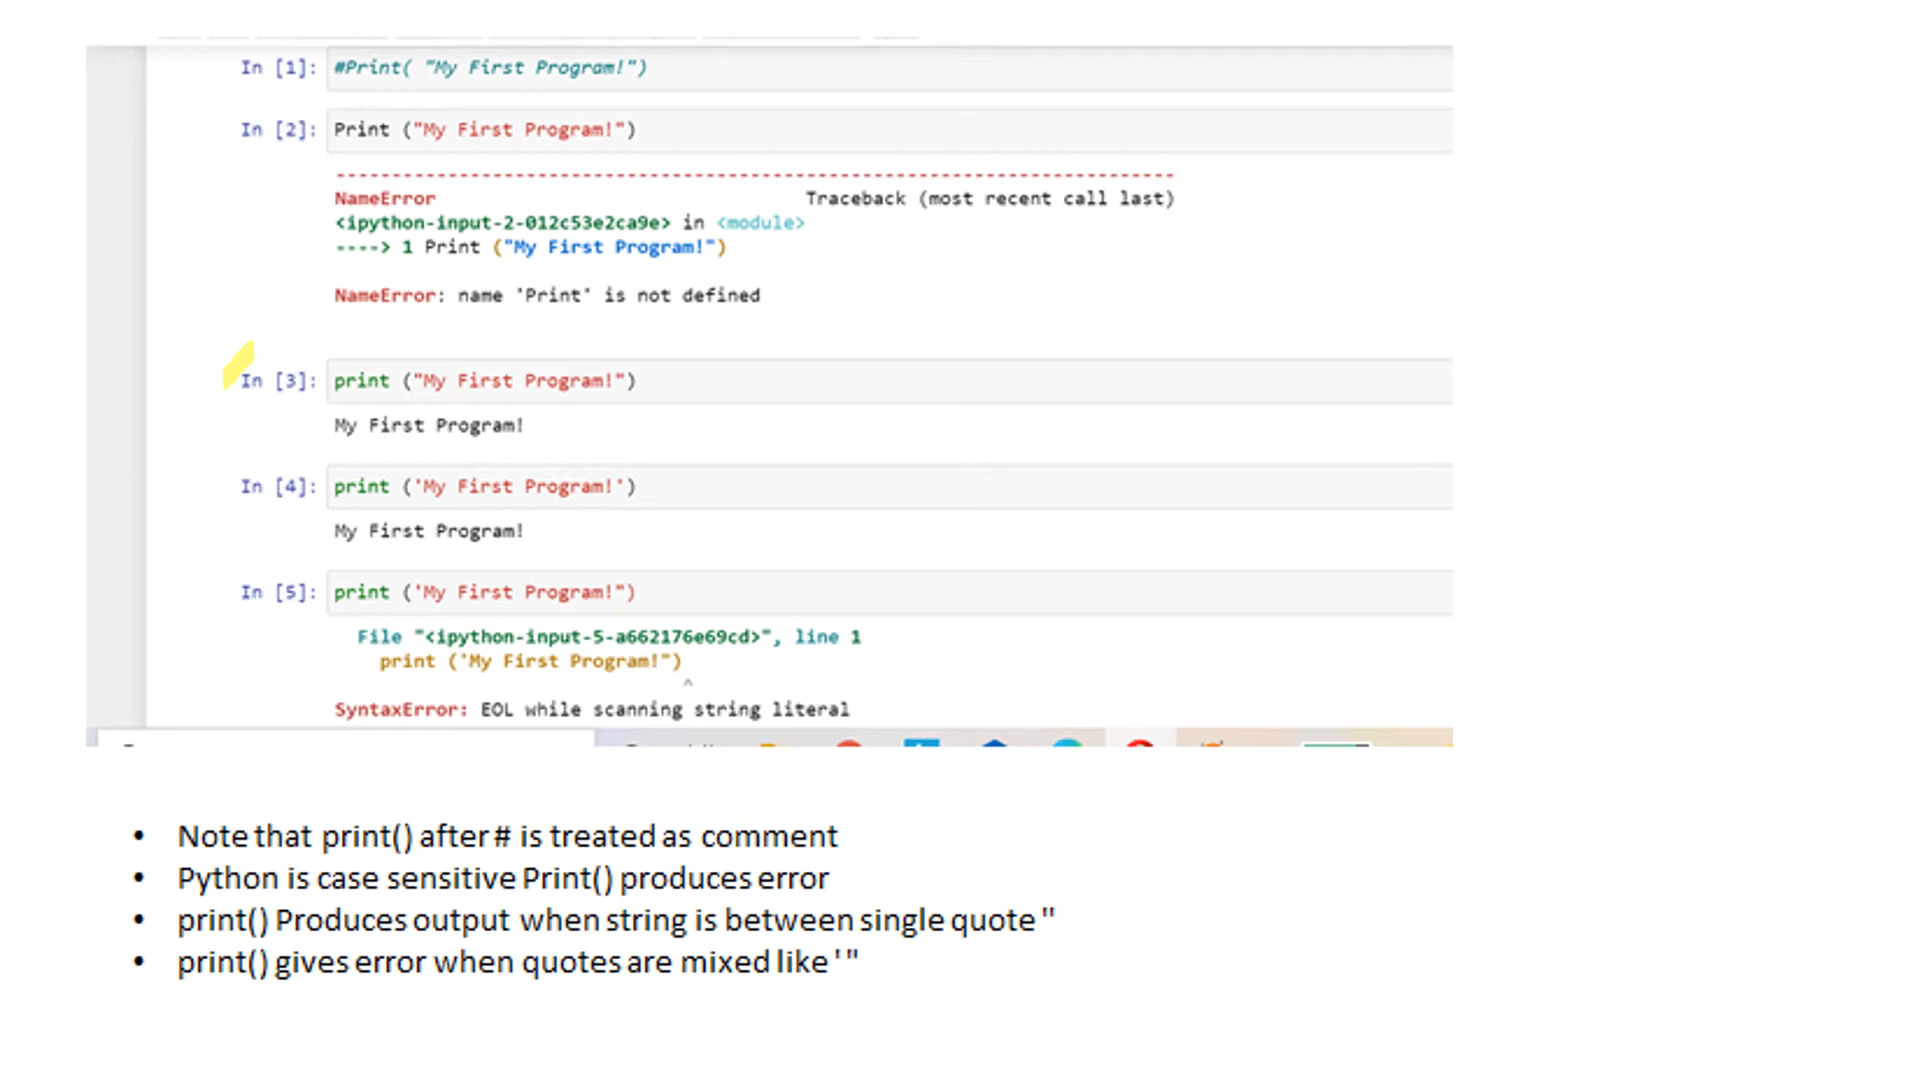 In [1]: #Print( "My First Program!")
In [2]: Print ("My First Program!")
---------------------------------------------------------------------------
NameError Traceback (most recent call last)
<ipython-input-2-012c53e2ca9e> in <module>
----> 1 Print ("My First Program!")
NameError: name 'Print' is not defined
In [3]: print ("My First Program!")
My First Program!
In [4]: print ('My First Program!')
My First Program!
In [5]: print ('My First Program!")
File "<ipython-input-5-a662176e69cd>", line 1
print ('My First Program!")
^
SyntaxError: EOL while scanning string literal
• Note that print() after # is treated as comment
• Python is case sensitive Print() produces error
• print() Produces output when string is between single quote ''
• print() gives error when quotes are mixed like ' "